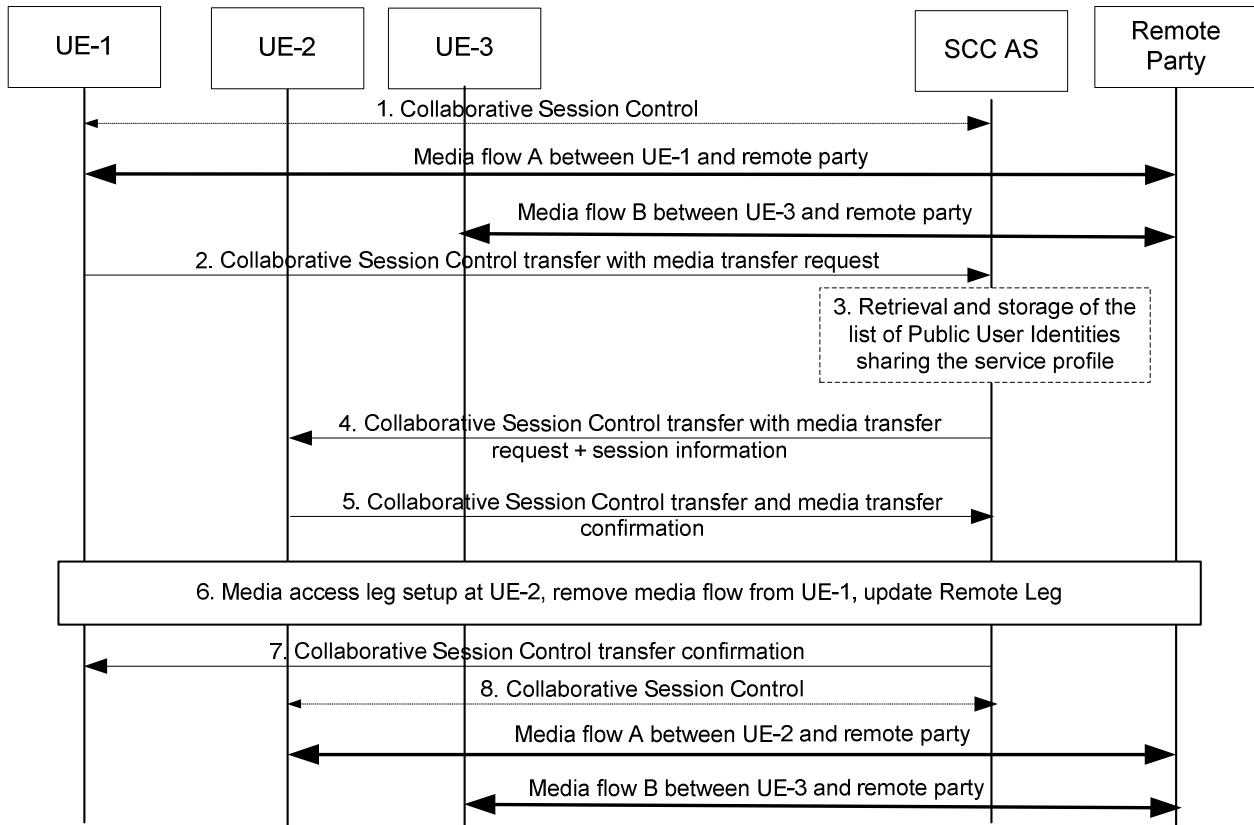 UE-1
UE-2
UE-3
SCC AS
Remote
Party
1. Collaborative Session Control
Media flow A between UE-1 and remote party
Media flow B between UE-3 and remote party
2. Collaborative Session Control transfer with media transfer request
3. Retrieval and storage of the
list of Public User Identities
sharing the service profile
4. Collaborative Session Control transfer with media transfer
request + session information
5. Collaborative Session Control transfer and media transfer
confirmation
6. Media access leg setup at UE-2, remove media flow from UE-1, update Remote Leg
7. Collaborative Session Control transfer confirmation
8. Collaborative Session Control
Media flow A between UE-2 and remote party
Media flow B between UE-3 and remote party